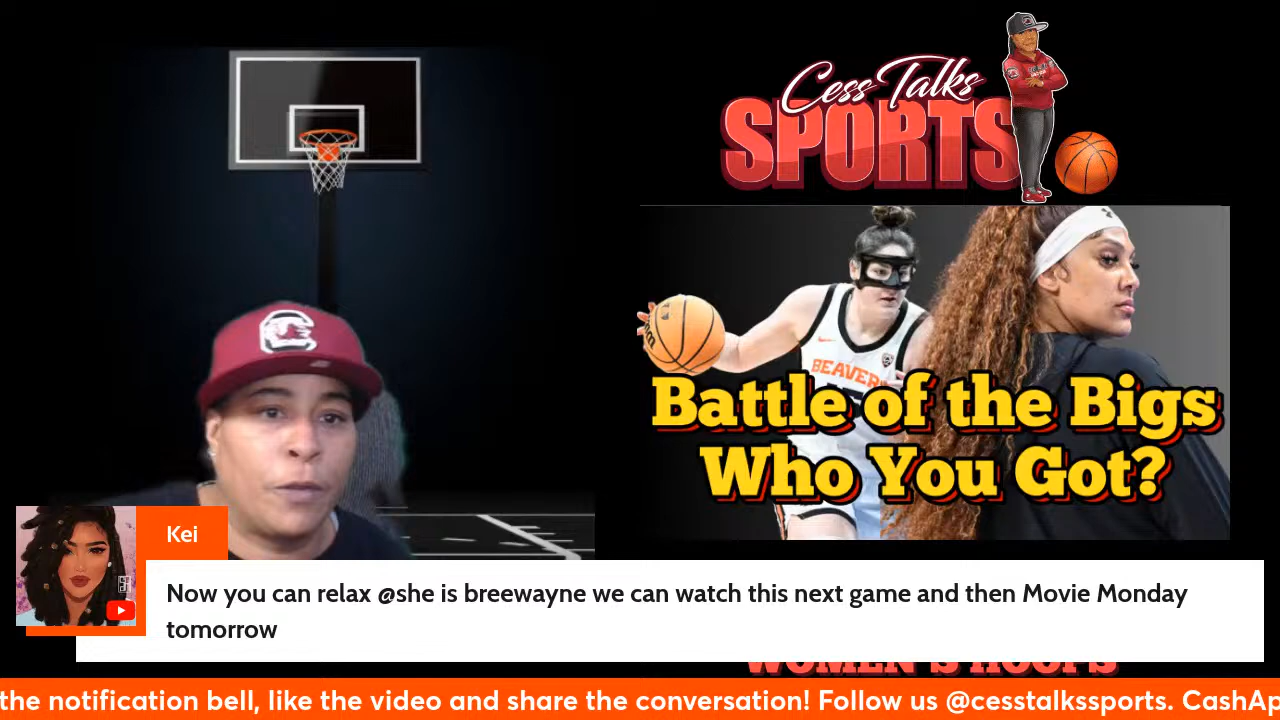 Cess Talks
SPORTS
BEAVERS
Battle of the Bigs
Who You Got?
Kei
Now you can relax @she is breewayne we can watch this next game and then Movie Monday
tomorrow
WOMEN'S HOOPS
the notification bell, like the video and share the conversation! Follow us @cesstalkssports. CashAp